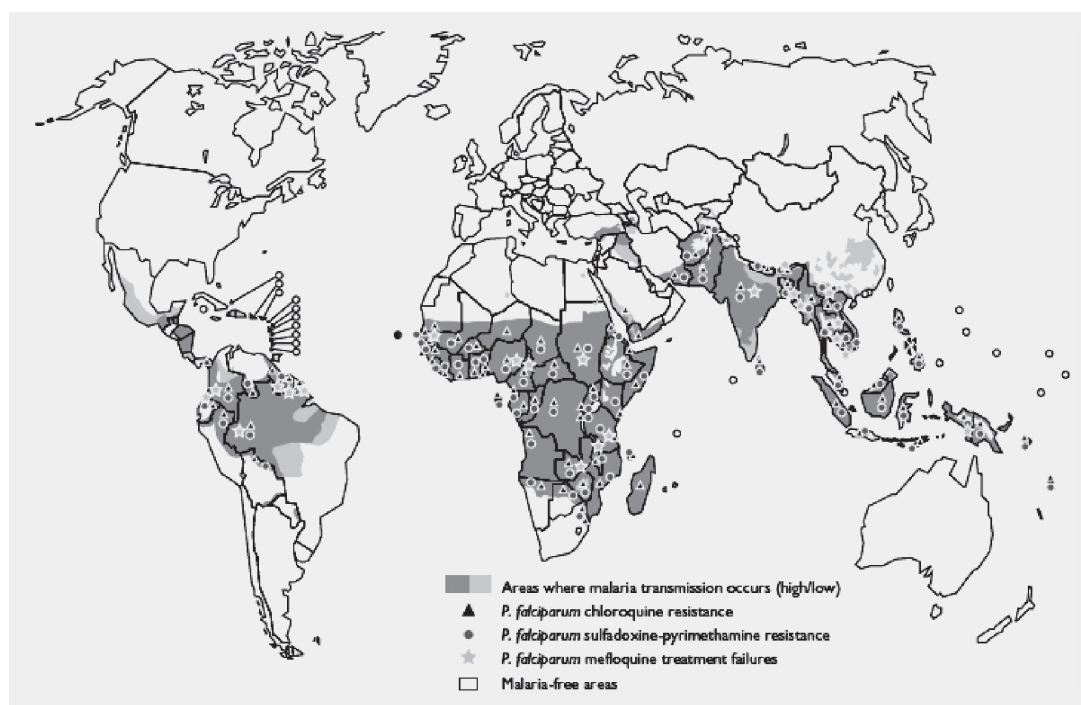 Areas where malaria transmission occurs (high/low)
P. falciparum chloroquine resistance
P. falciparum sulfadoxine-pyrimethamine resistance
P. falciparum mefloquine treatment failures
Malaria-free areas